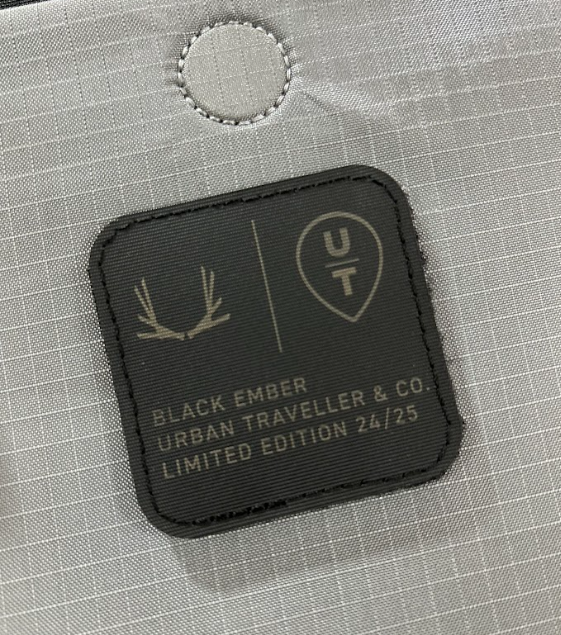 U
T
BLACK EMBER
URBAN TRAVELLER & CO.
LIMITED EDITION 24/25